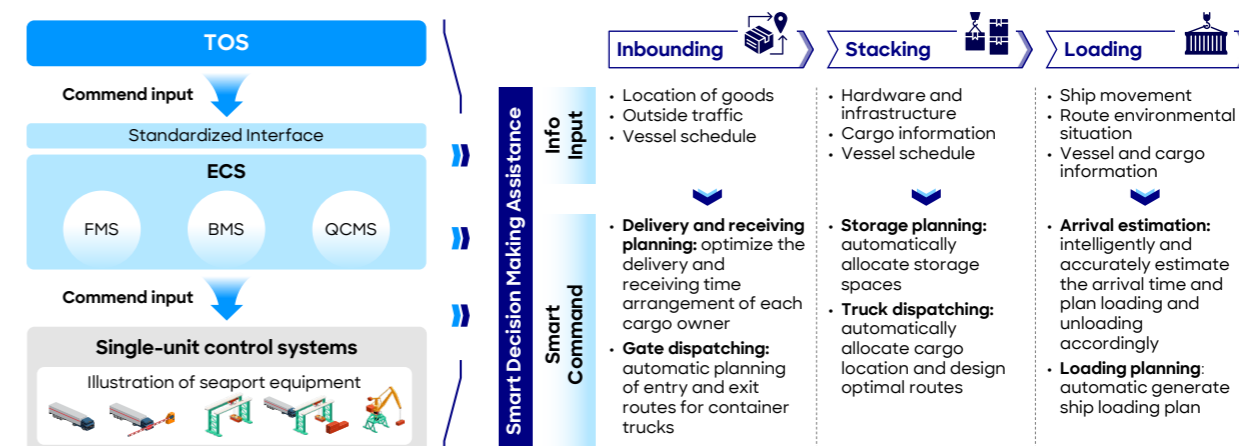 TOS
Commend input
Standardized Interface
ECS
FMS
BMS
QCMS
Commend input
Single-unit control systems
Illustration of seaport equipment
Smart Decision Making Assistance
Info
Input
Smart
Command
Inbounding
• Location of goods
• Outside traffic
• Vessel schedule
• Delivery and receiving
planning: optimize the
delivery and
receiving time
arrangement of each
cargo owner
• Gate dispatching:
automatic planning
of entry and exit
routes for container
trucks
Stacking
• Hardware and
infrastructure
• Cargo information
• Vessel schedule
• Storage planning:
automatically
allocate storage
spaces
• Truck dispatching:
automatically
allocate cargo
location and design
optimal routes
Loading
• Ship movement
• Route environmental
situation
• Vessel and cargo
information
• Arrival estimation:
intelligently and
accurately estimate
the arrival time and
plan loading and
unloading
accordingly
• Loading planning:
automatic generate
ship loading plan